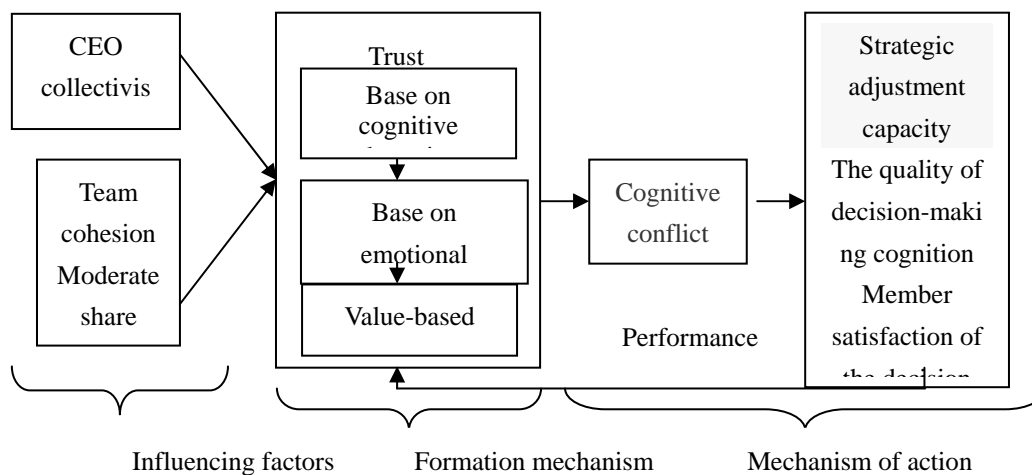 CEO
collectivis
Team
cohesion
Moderate
share
Trust
Base on
cognitive
Base on
emotional
Value-based
Cognitive
conflict
Performance
Strategic
adjustment
capacity
The quality of
decision-maki
ng cognition
Member
satisfaction of
the decision
Influencing factors
Formation mechanism
Mechanism of action